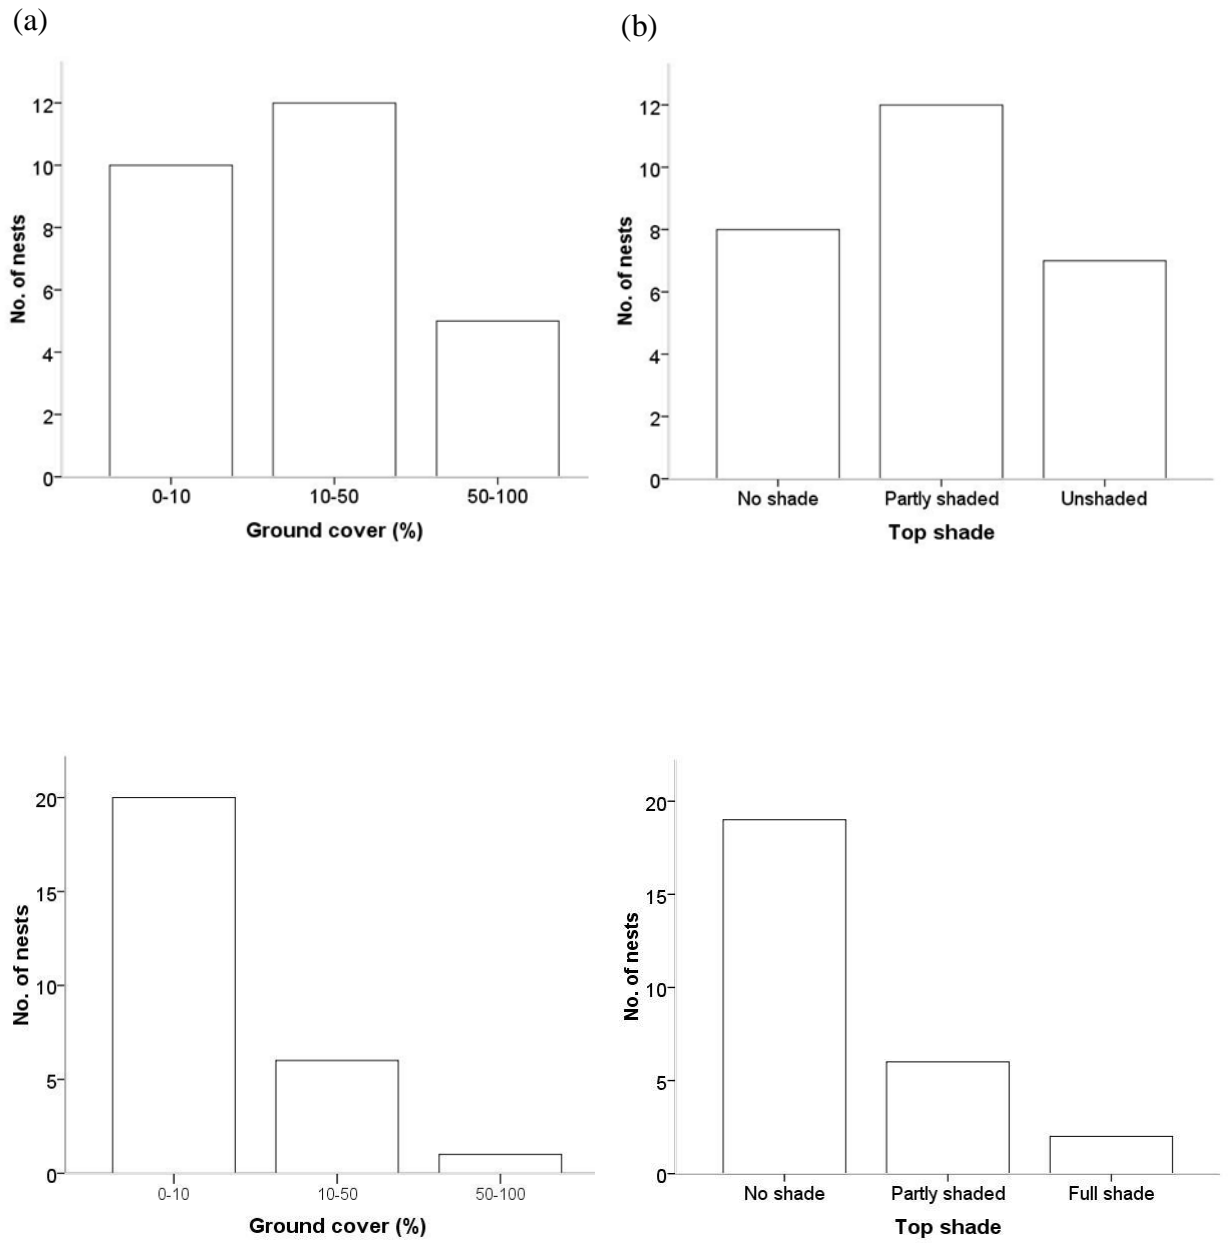 (a)
12
10
8
6
4
2
0
No. of nests
0-10 10-50 50-100
Ground cover (%)
(b)
12
10
8
6
4
2
0
No. of nests
No shade Partly shaded Unshaded
Top shade
20
15
10
5
0
No. of nests
0-10 10-50 50-100
Ground cover (%)
20
15
10
5
0
No. of nests
No shade Partly shaded Full shade
Top shade